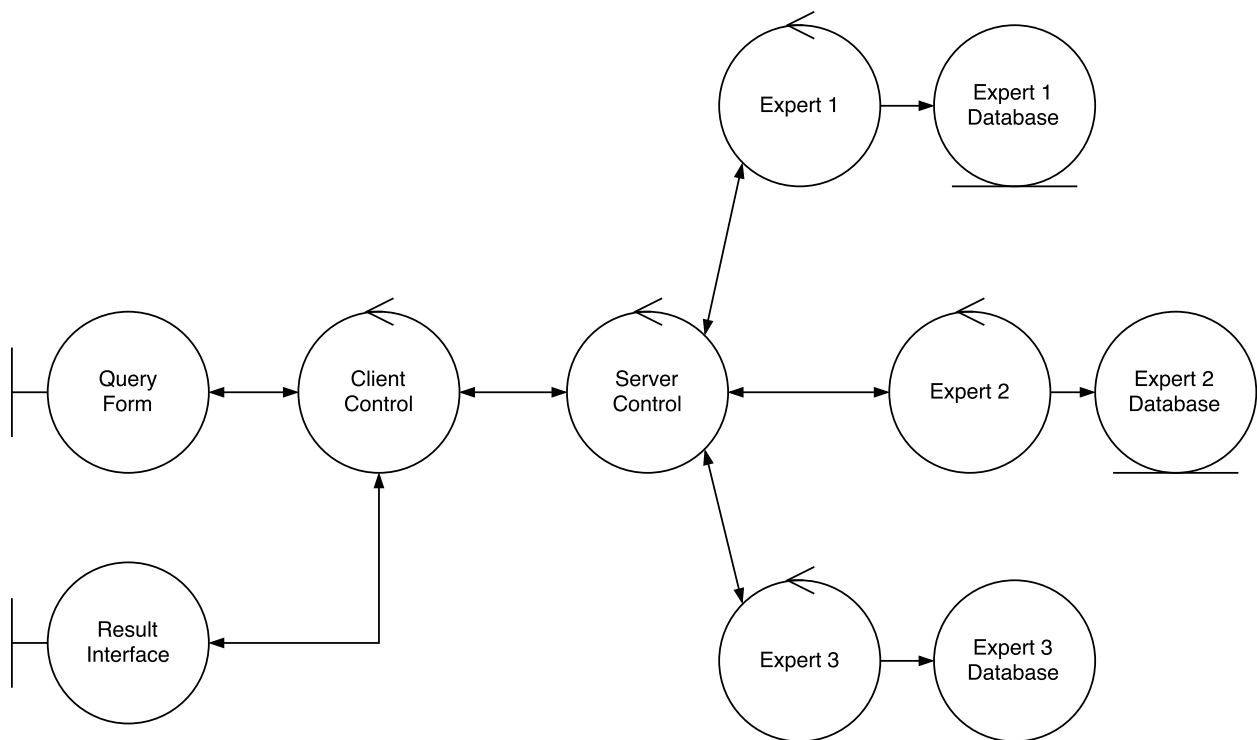 Expert 1
Expert 1
Database
Query
Form
Client
Control
Server
Control
Expert 2
Expert 2
Database
Result
Interface
Expert 3
Expert 3
Database